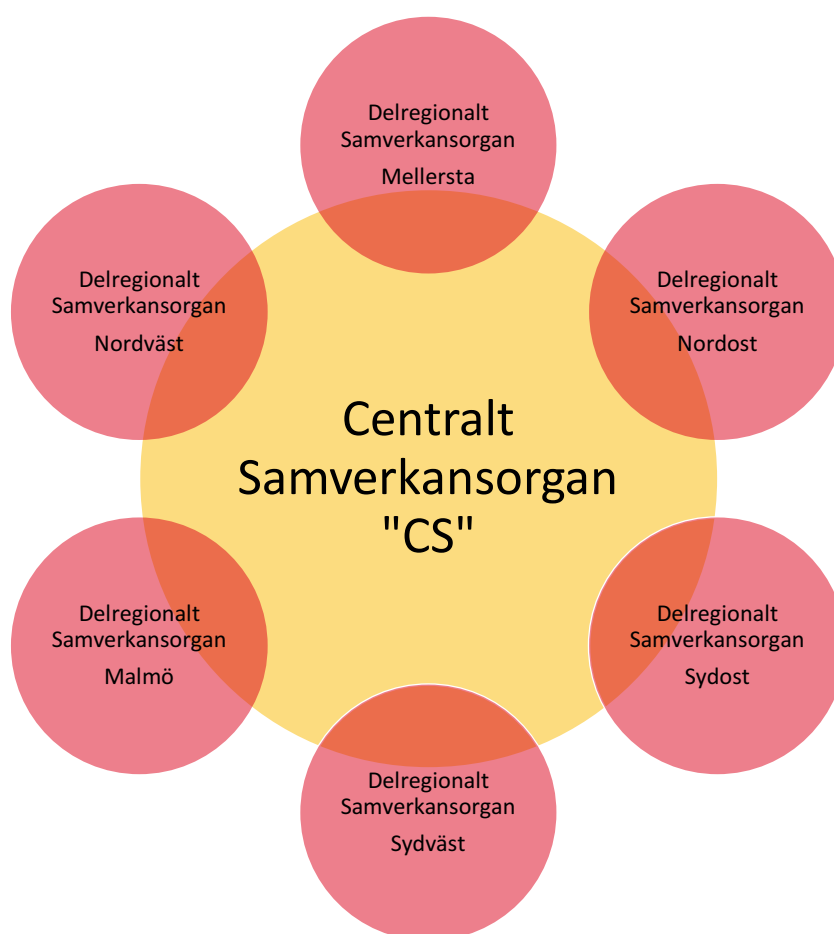 Delregionalt
Samverkansorgan
Mellersta
Delregionalt
Samverkansorgan
Nordväst
Delregionalt
Samverkansorgan
Nordost
Centralt
Samverkansorgan
"CS"
Delregionalt
Samverkansorgan
Malmö
Delregionalt
Samverkansorgan
Sydost
Delregionalt
Samverkansorgan
Sydväst